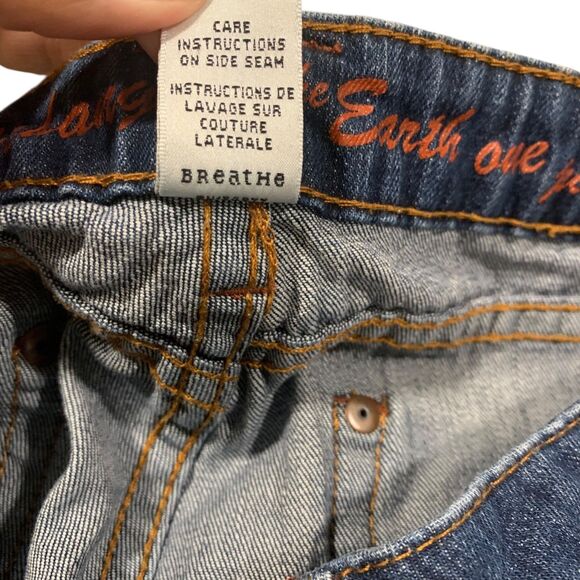 CARE
INSTRUCTIONS
ON SIDE SEAM
INSTRUCTIONS DE
LAVAGE SUR
COUTURE
LATERALE
BReatHe
Earth one